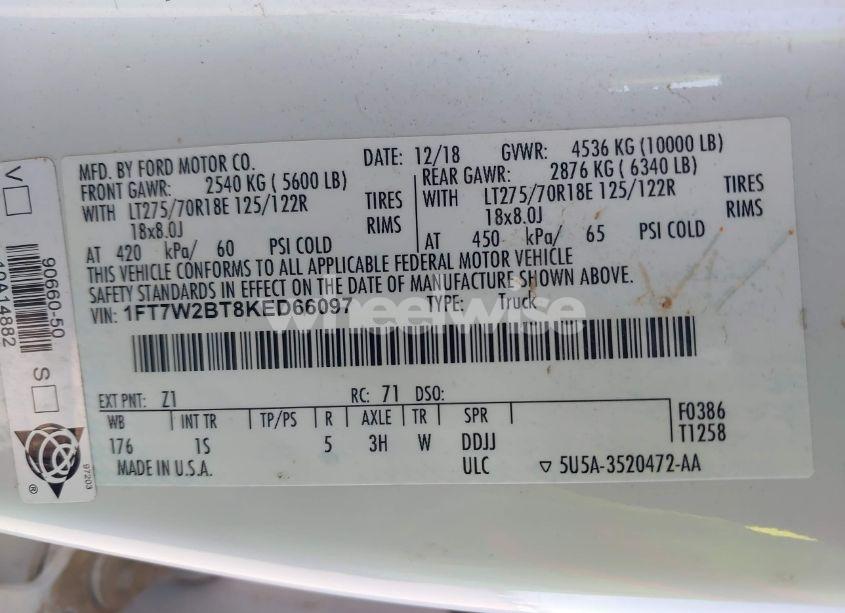 MFD. BY FORD MOTOR CO.
DATE: 12/18
GVWR: 4536 KG (10000 LB)
FRONT GAWR: 2540 KG ( 5600 LB)
REAR GAWR: 2876 KG ( 6340 LB)
WITH LT275/70R18E 125/122R TIRES
WITH LT275/70R18E 125/122R TIRES
18x8.0J RIMS
18x8.0J RIMS
AT 420 kPa/ 60 PSI COLD
AT 450 kPa/ 65 PSI COLD
THIS VEHICLE CONFORMS TO ALL APPLICABLE FEDERAL MOTOR VEHICLE
SAFETY STANDARDS IN EFFECT ON THE DATE OF MANUFACTURE SHOWN ABOVE.
VIN: 1FT7W2BT8KED66097 TYPE: Truck
EXT PNT: Z1 RC: 71 DSO:
WB INT TR TP/PS R AXLE TR SPR
F0386
176 1S 5 3H W DDJJ
T1258
MADE IN U.S.A. ULC ▽ 5U5A-3520472-AA
wheelwise
V
S
90660-50
10A14882
97203
®